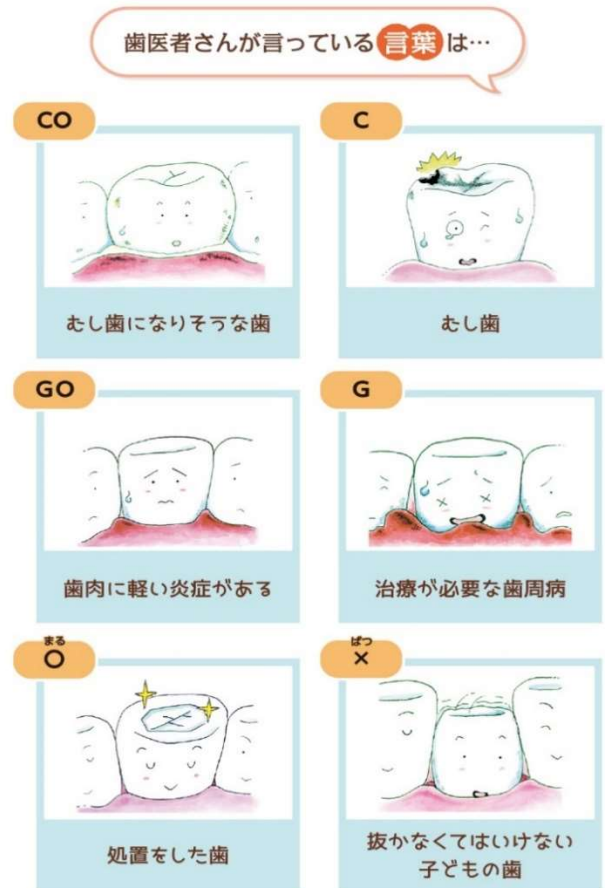 歯医者さんが言っている言葉は…
CO
C
むし歯になりそうな歯
むし歯
GO
G
歯肉に軽い炎症がある
治療が必要な歯周病
まる
○
ばつ
×
処置をした歯
抜かなくてはいけない
子どもの歯